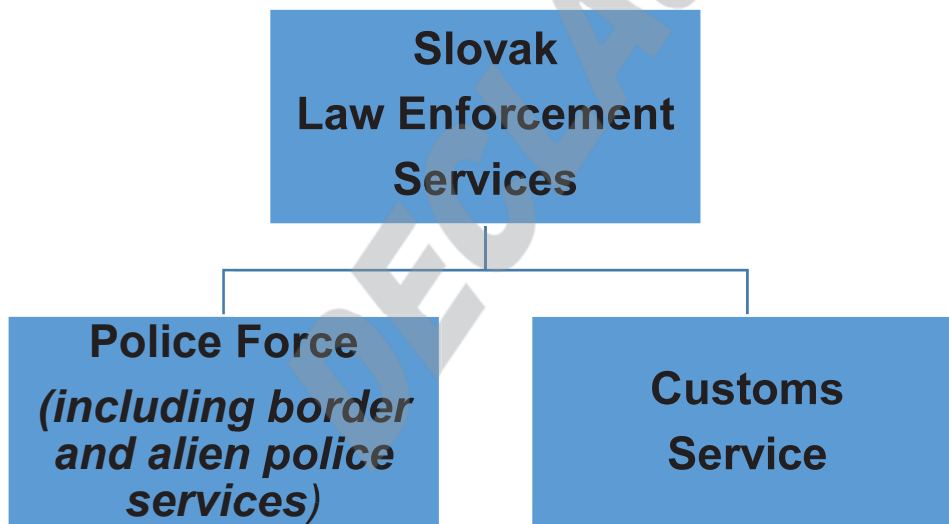 Slovak
Law Enforcement
Services
Police Force
(including border
and alien police
services)
Customs
Service